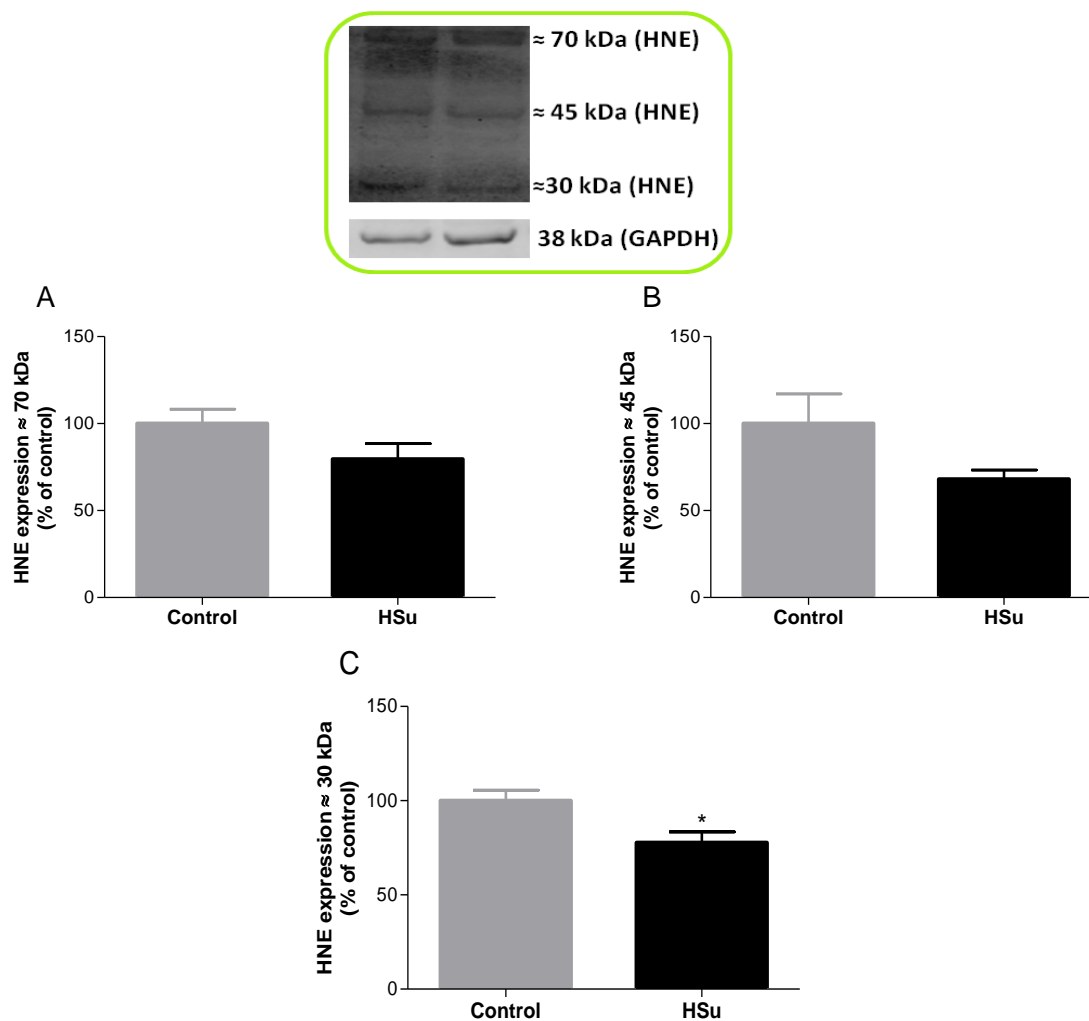 ≈ 70 kDa (HNE)
≈ 45 kDa (HNE)
≈30 kDa (HNE)
38 kDa (GAPDH)
A
HNE expression ≈ 70 kDa
(% of control)
150
100
50
0
Control HSu
B
HNE expression ≈ 45 kDa
(% of control)
150
100
50
0
Control HSu
C
HNE expression ≈ 30 kDa
(% of control)
150
100
50
0
*
Control HSu